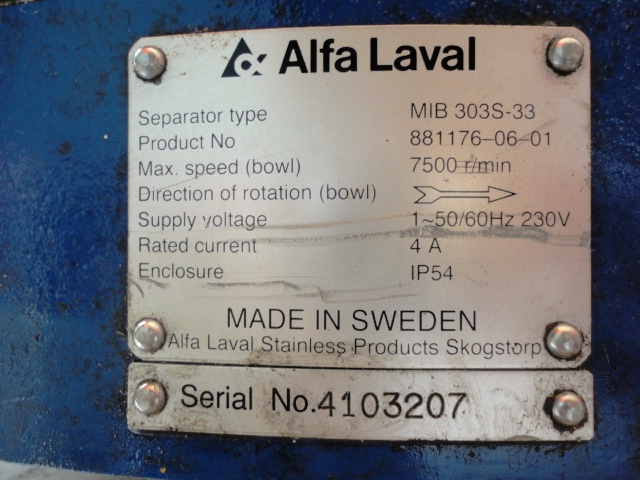 Alfa Laval
Separator type MIB 303S-33
Product No 881176-06-01
Max. speed (bowl) 7500 r/min
Direction of rotation (bowl)
Supply voltage 1~50/60Hz 230V
Rated current 4 A
Enclosure IP54
MADE IN SWEDEN
Alfa Laval Stainless Products Skogstorp
Serial No.4103207